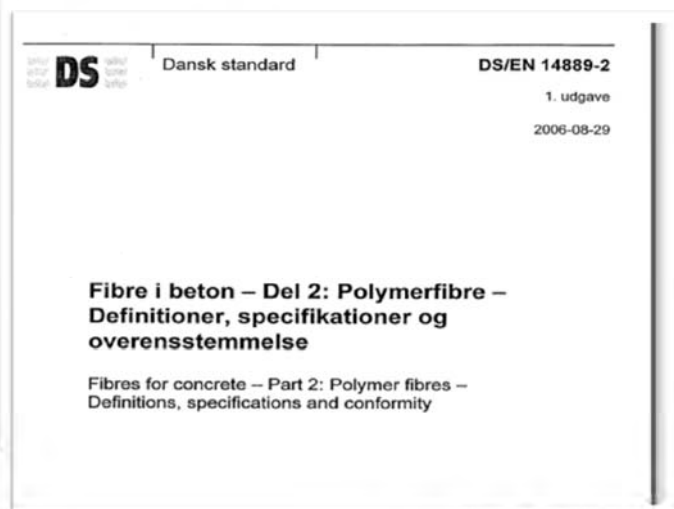 DS
Dansk standard
DS/EN 14889-2
1. udgave
2006-08-29
Fibre i beton – Del 2: Polymerfibre –
Definitioner, specifikationer og
overensstemmelse
Fibres for concrete – Part 2: Polymer fibres –
Definitions, specifications and conformity